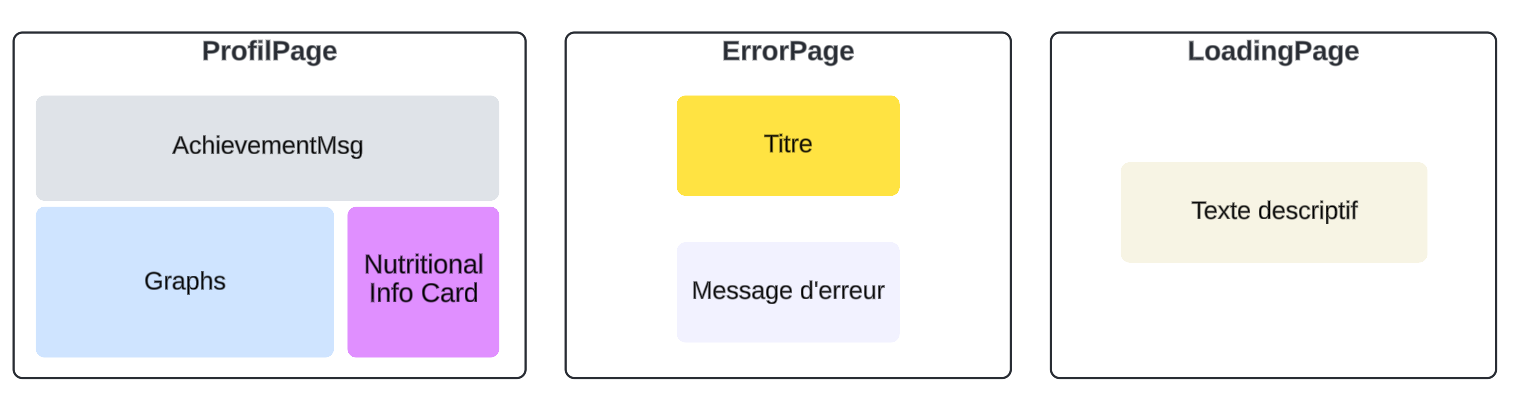 ProfilPage
AchievementMsg
Graphs
Nutritional
Info Card
ErrorPage
Titre
Message d'erreur
LoadingPage
Texte descriptif